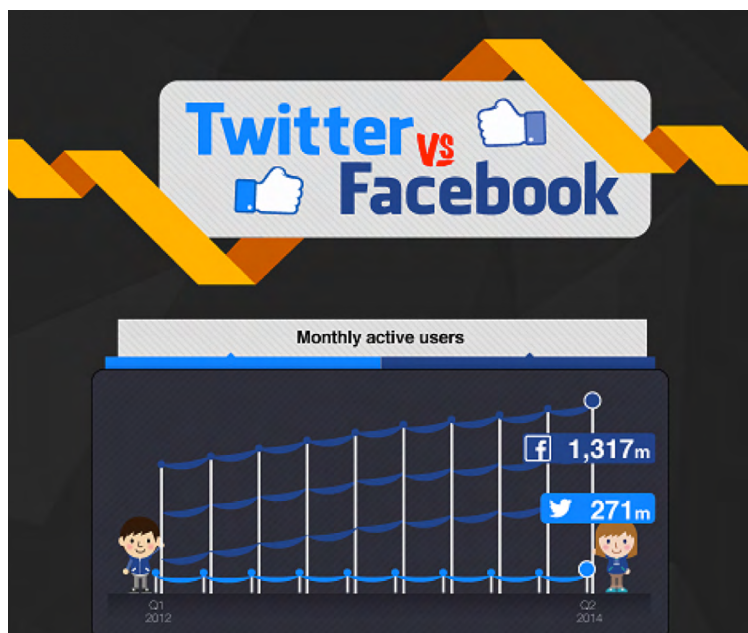 Twitter
vs
Facebook
Monthly active users
f 1,317m
271m
Q1
2012
Q2
2014